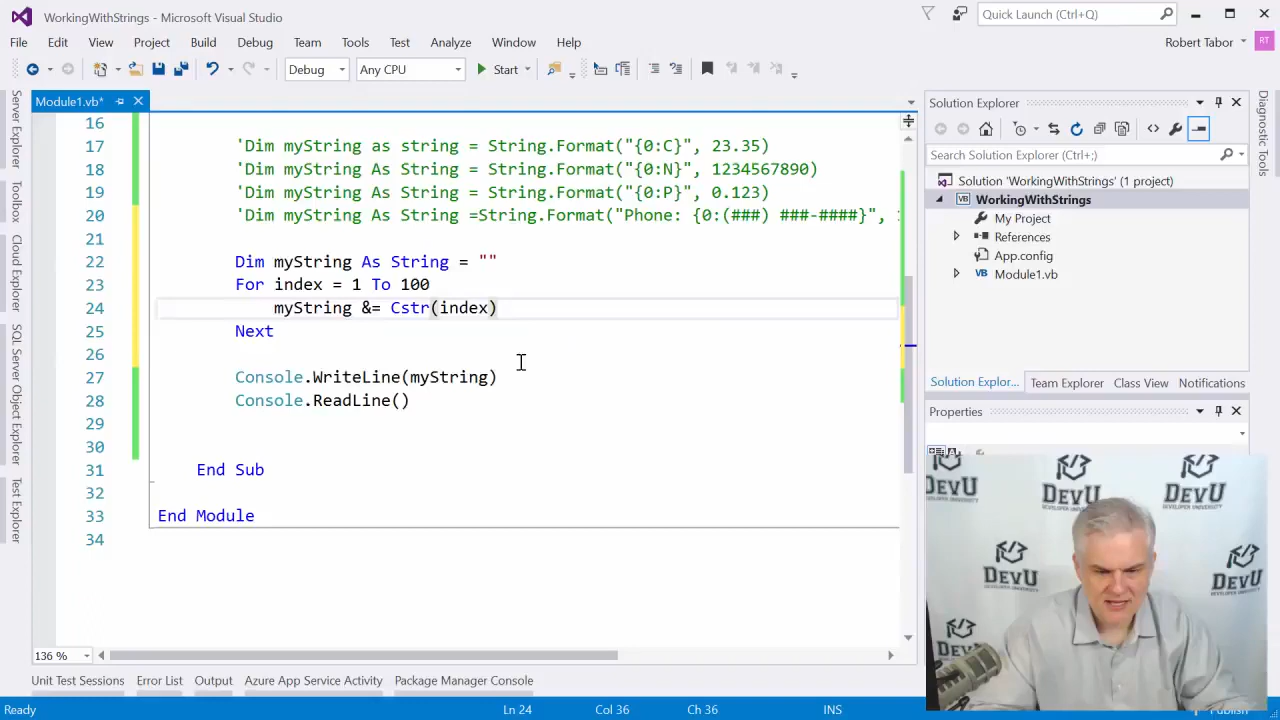 WorkingWithStrings - Microsoft Visual Studio
Quick Launch (Ctrl+Q)
File Edit View Project Build Debug Team Tools Test Analyze Window Help
Robert Tabor RT
Debug Any CPU Start
Module1.vb*
Server Explorer
Toolbox
Cloud Explorer
SQL Server Object Explorer
Test Explorer
16
17 'Dim myString as string = String.Format("{0:C}", 23.35)
18 'Dim myString As String = String.Format("{0:N}", 1234567890)
19 'Dim myString As String = String.Format("{0:P}", 0.123)
20 'Dim myString As String =String.Format("Phone: {0:(###) ###-####}",
21
22 Dim myString As String = ""
23 For index = 1 To 100
24 myString &= Cstr(index)
25 Next
26
27 Console.WriteLine(myString)
28 Console.ReadLine()
29
30
31 End Sub
32
33 End Module
34
136 %
Solution Explorer
Search Solution Explorer (Ctrl+;)
Solution 'WorkingWithStrings' (1 project)
WorkingWithStrings
My Project
References
App.config
Module1.vb
Solution Explor... Team Explorer Class View Notifications
Properties
Diagnostic Tools
DevU DevU DevU
DEVELOPER UNIVERSITY
DevU DevU
DevU
Unit Test Sessions Error List Output Azure App Service Activity Package Manager Console
Ready Ln 24 Col 36 Ch 36 INS Publish